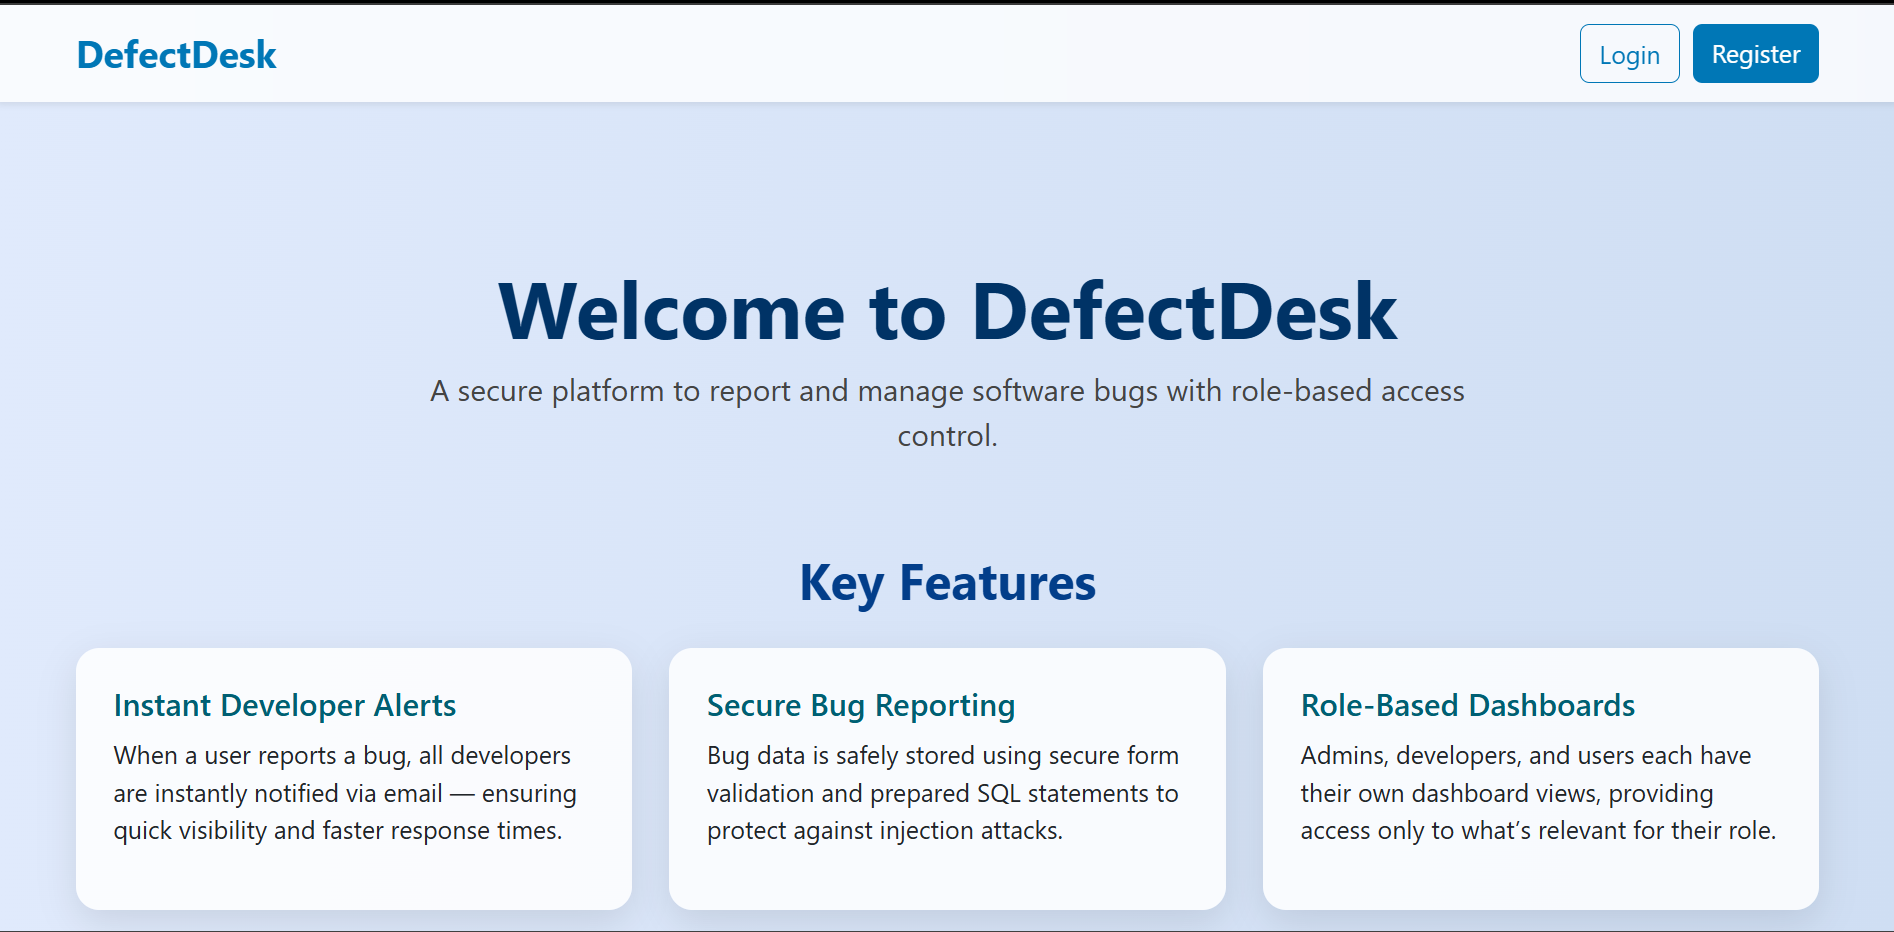 DefectDesk
Login
Register
Welcome to DefectDesk
A secure platform to report and manage software bugs with role-based access
control.
Key Features
Instant Developer Alerts
When a user reports a bug, all developers
are instantly notified via email — ensuring
quick visibility and faster response times.
Secure Bug Reporting
Bug data is safely stored using secure form
validation and prepared SQL statements to
protect against injection attacks.
Role-Based Dashboards
Admins, developers, and users each have
their own dashboard views, providing
access only to what’s relevant for their role.